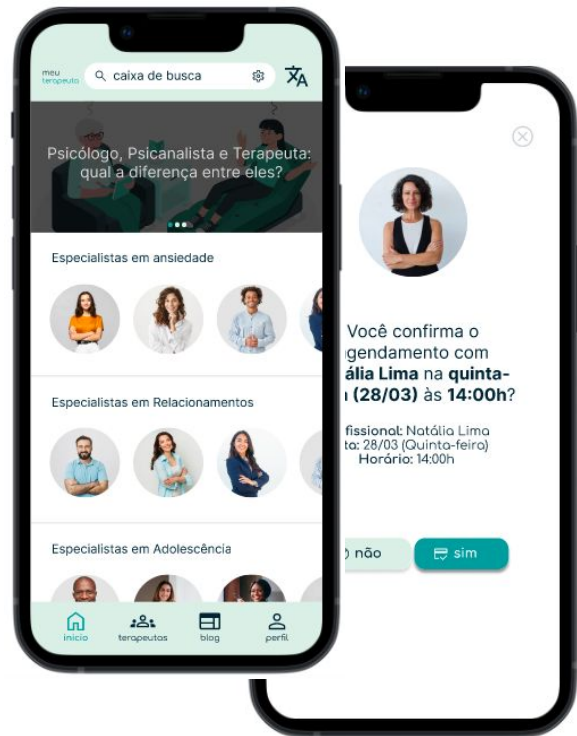 meu
terapeuta
caixa de busca
Psicólogo, Psicanalista e Terapeuta:
qual a diferença entre eles?
Especialistas em ansiedade
Especialistas em Relacionamentos
Especialistas em Adolescência
início
terapeutas
blog
perfil
Você confirma o
gendamento com
ália Lima na quinta-
(28/03) às 14:00h?
fissional: Natália Lima
ta: 28/03 (Quinta-feira)
Horário: 14:00h
não
sim